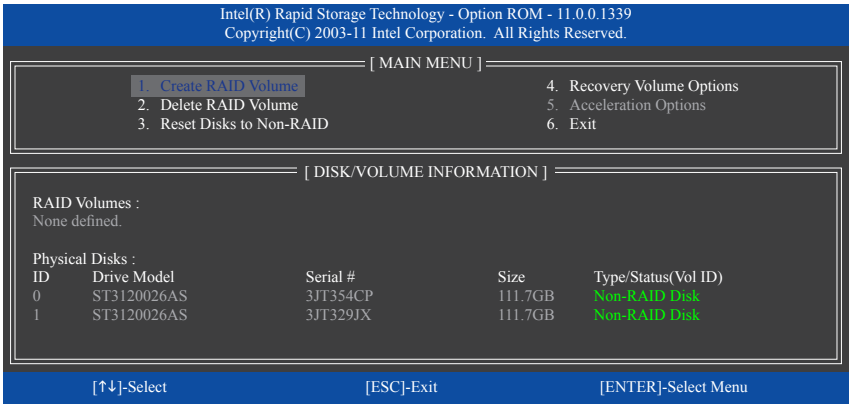 Intel(R) Rapid Storage Technology - Option ROM - 11.0.0.1339
Copyright(C) 2003-11 Intel Corporation.  All Rights Reserved.
[ MAIN MENU ]
1.  Create RAID Volume
2.  Delete RAID Volume
3.  Reset Disks to Non-RAID
4.  Recovery Volume Options
5.  Acceleration Options
6.  Exit
[ DISK/VOLUME INFORMATION ]
RAID Volumes :
None defined.
Physical Disks :
ID Drive Model Serial # Size Type/Status(Vol ID)
0 ST3120026AS 3JT354CP 111.7GB Non-RAID Disk
1 ST3120026AS 3JT329JX 111.7GB Non-RAID Disk
[↑↓]-Select [ESC]-Exit [ENTER]-Select Menu